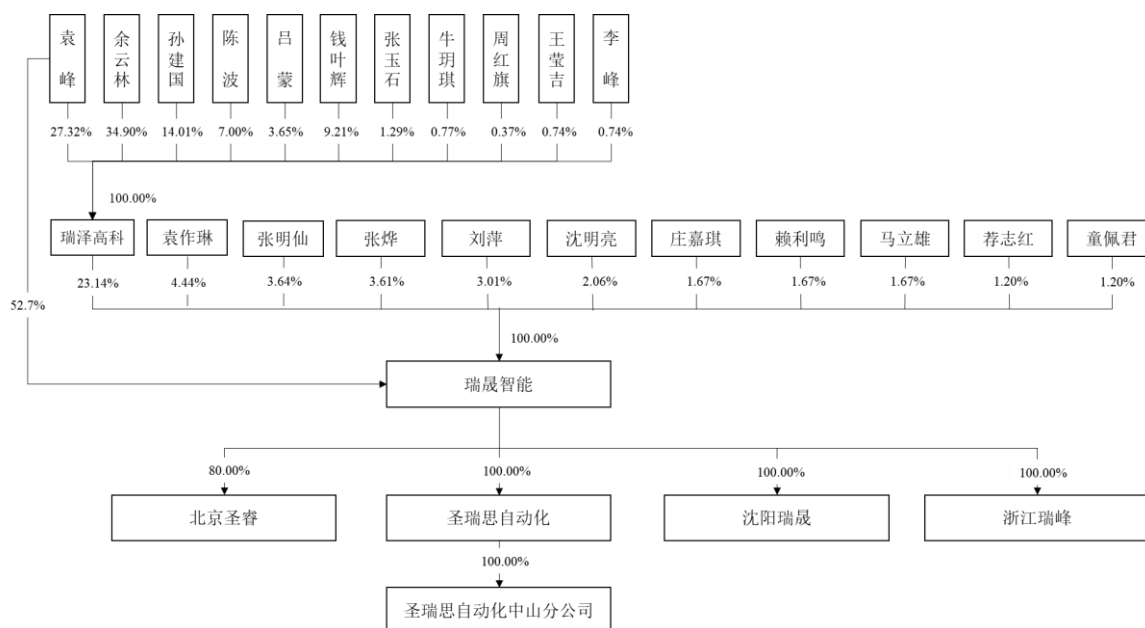 袁峰
余云林
孙建国
陈波
吕蒙
钱叶辉
张玉石
牛玥琪
周红旗
王莹吉
李峰
27.32%
34.90%
14.01%
7.00%
3.65%
9.21%
1.29%
0.77%
0.37%
0.74%
0.74%
100.00%
瑞泽高科
袁作琳
张明仙
张烨
刘萍
沈明亮
庄嘉琪
赖利鸣
马立雄
荐志红
童佩君
23.14%
4.44%
3.64%
3.61%
3.01%
2.06%
1.67%
1.67%
1.67%
1.20%
1.20%
52.7%
100.00%
瑞晟智能
80.00%
100.00%
100.00%
100.00%
北京圣睿
圣瑞思自动化
沈阳瑞晟
浙江瑞峰
100.00%
圣瑞思自动化中山分公司